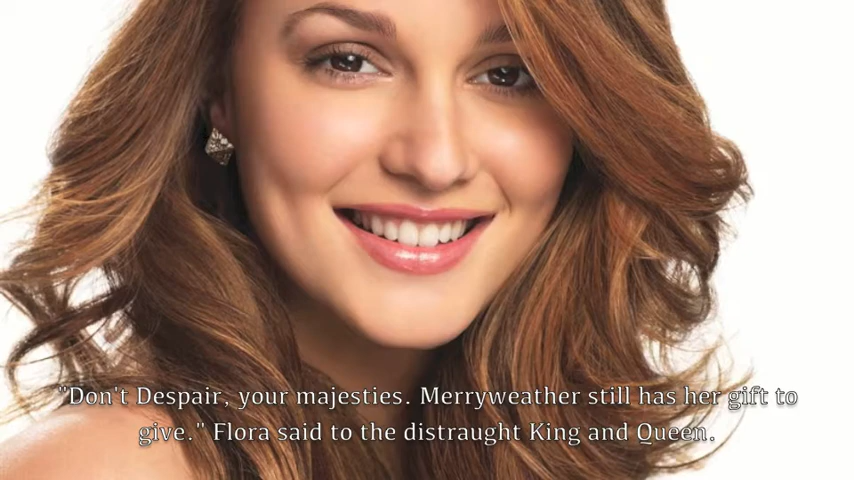 "Don't Despair, your majesties. Merryweather still has her gift to
give." Flora said to the distraught King and Queen.